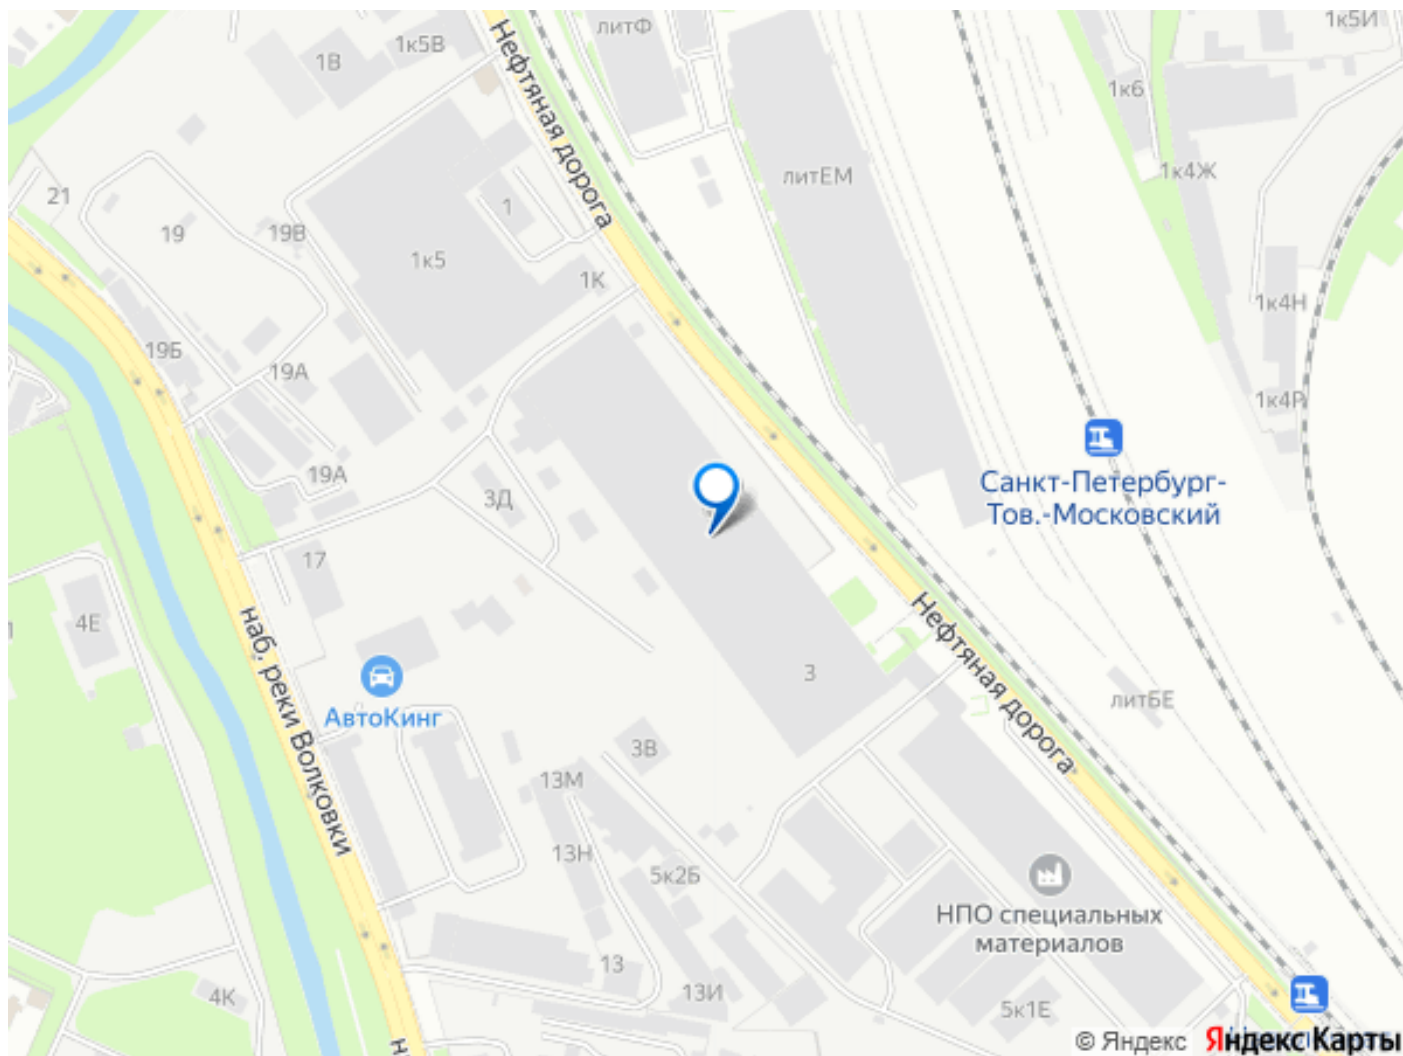 литФ
1к5И
1к5В
1В
Нефтяная дорога
1к6
литЕМ
1к4Ж
21
1
19
19В
1к5
1К
1к4Н
19Б
19А
1к4Р
19А
3Д
Санкт-Петербург-
Тов.-Московский
17
4Е
наб. реки Волковки
Нефтяная дорога
3
литБЕ
АвтоКинг
3В
13М
13Н
5к2Б
НПО специальных
материалов
13
13И
4К
5к1Е
© Яндекс
Яндекс Карты